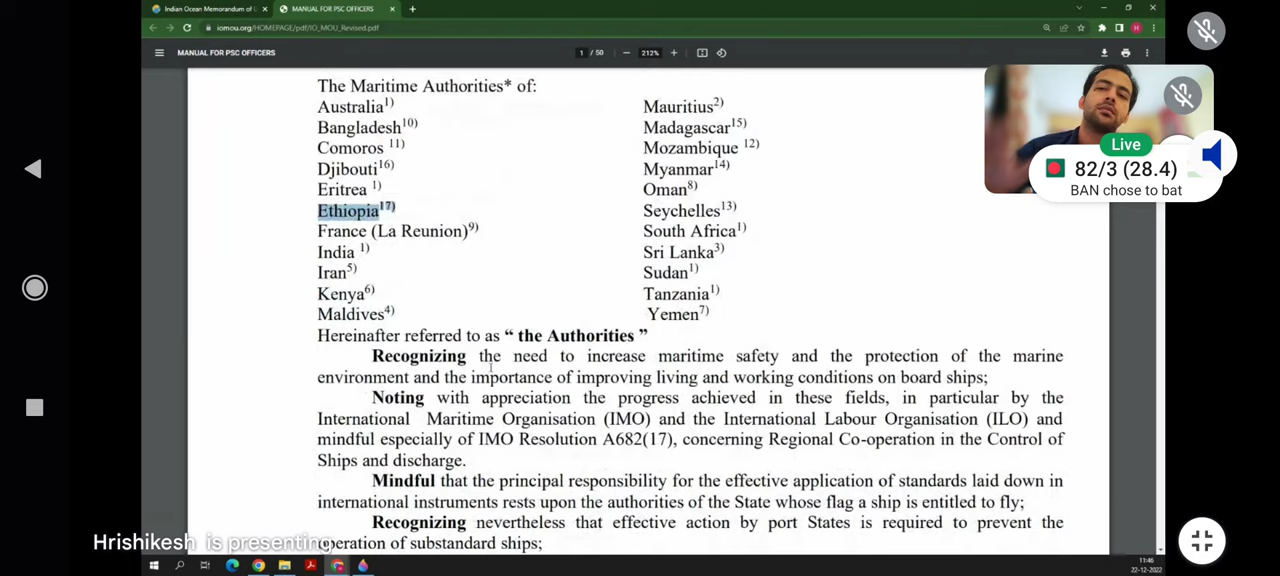 Indian Ocean Memorandum of U
MANUAL FOR PSC OFFICERS
iomou.org/HOMEPAGE/pdf/IO_MOU_Revised.pdf
MANUAL FOR PSC OFFICERS
1 / 50
212%
The Maritime Authorities* of:
Australia1) Mauritius2)
Bangladesh10) Madagascar15)
Comoros 11) Mozambique 12)
Djibouti16) Myanmar14)
Eritrea 1) Oman8)
Ethiopia17) Seychelles13)
France (La Reunion)9) South Africa1)
India 1) Sri Lanka3)
Iran5) Sudan1)
Kenya6) Tanzania1)
Maldives4) Yemen7)
Hereinafter referred to as “ the Authorities ”
Recognizing the need to increase maritime safety and the protection of the marine
environment and the importance of improving living and working conditions on board ships;
Noting with appreciation the progress achieved in these fields, in particular by the
International Maritime Organisation (IMO) and the International Labour Organisation (ILO) and
mindful especially of IMO Resolution A682(17), concerning Regional Co-operation in the Control of
Ships and discharge.
Mindful that the principal responsibility for the effective application of standards laid down in
international instruments rests upon the authorities of the State whose flag a ship is entitled to fly;
Recognizing nevertheless that effective action by port States is required to prevent the
operation of substandard ships;
Live
82/3 (28.4)
BAN chose to bat
Hrishikesh is presenting
11:46
22-12-2022
H